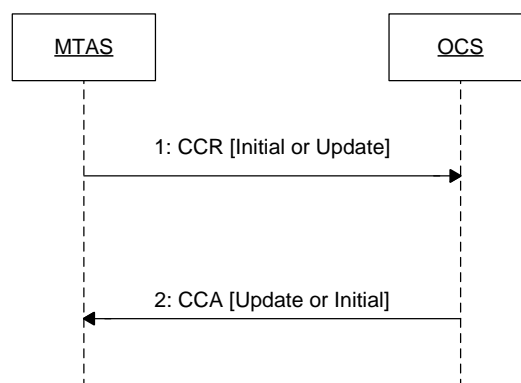 MTAS
OCS
1: CCR [Initial or Update]
2: CCA [Update or Initial]